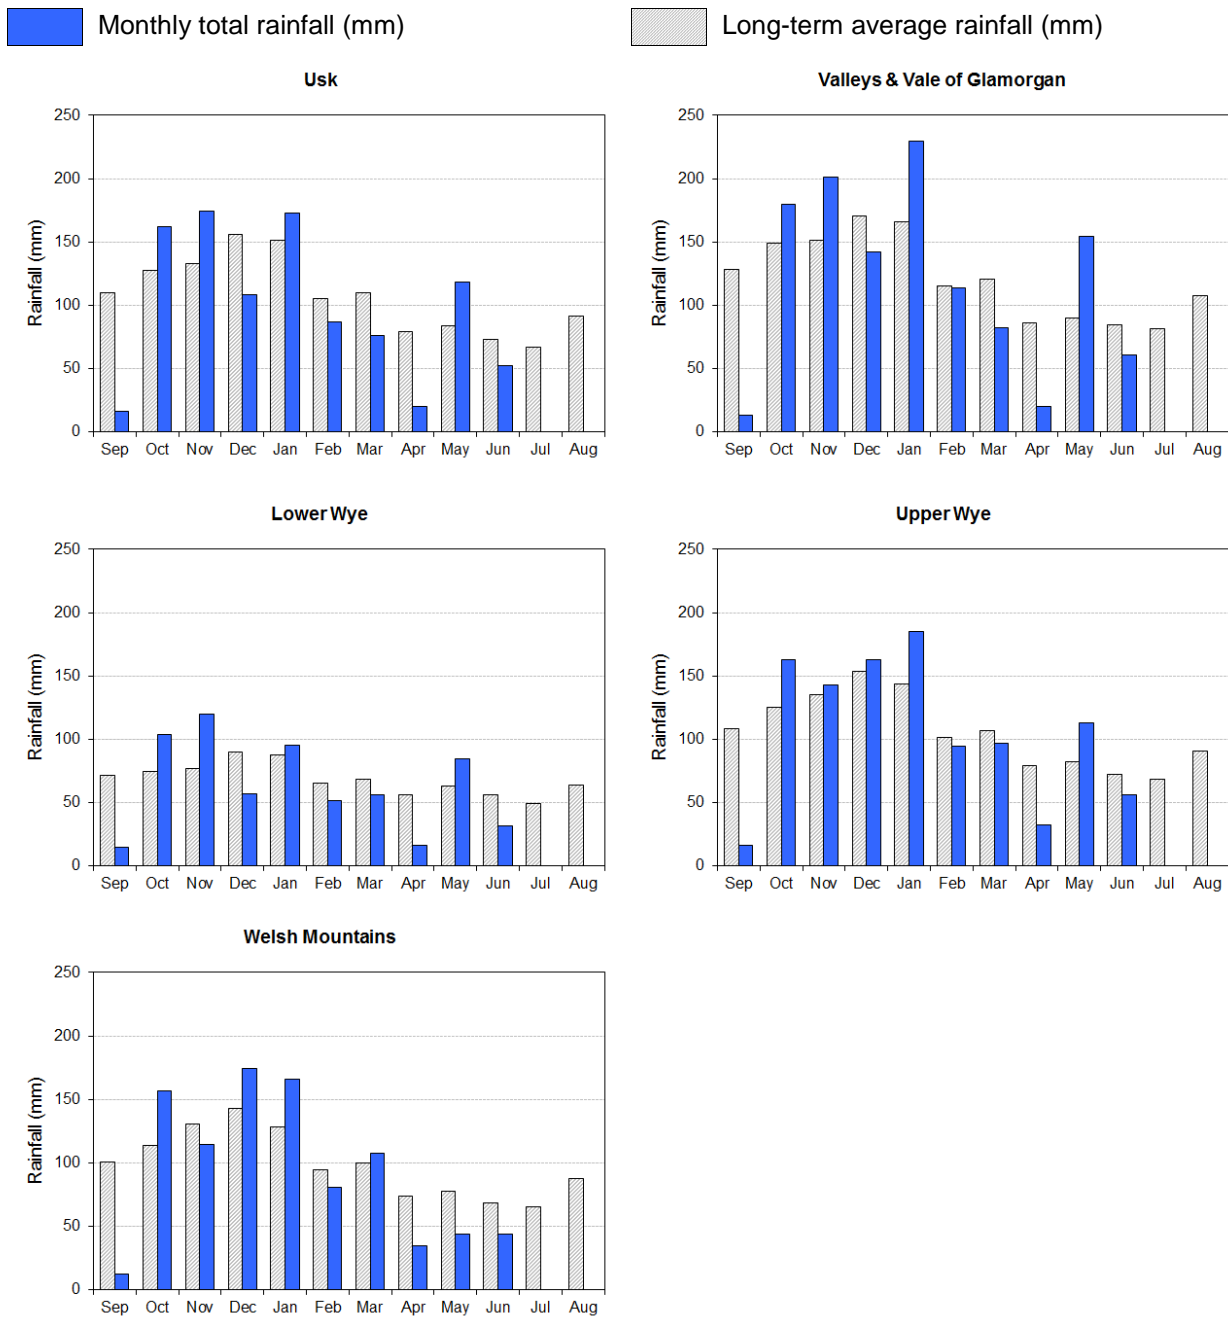 Monthly total rainfall (mm)
Long-term average rainfall (mm)
Usk
250
200
150
100
50
0
Rainfall (mm)
Sep Oct Nov Dec Jan Feb Mar Apr May Jun Jul Aug
Valleys & Vale of Glamorgan
250
200
150
100
50
0
Rainfall (mm)
Sep Oct Nov Dec Jan Feb Mar Apr May Jun Jul Aug
Lower Wye
250
200
150
100
50
0
Rainfall (mm)
Sep Oct Nov Dec Jan Feb Mar Apr May Jun Jul Aug
Upper Wye
250
200
150
100
50
0
Rainfall (mm)
Sep Oct Nov Dec Jan Feb Mar Apr May Jun Jul Aug
Welsh Mountains
250
200
150
100
50
0
Rainfall (mm)
Sep Oct Nov Dec Jan Feb Mar Apr May Jun Jul Aug